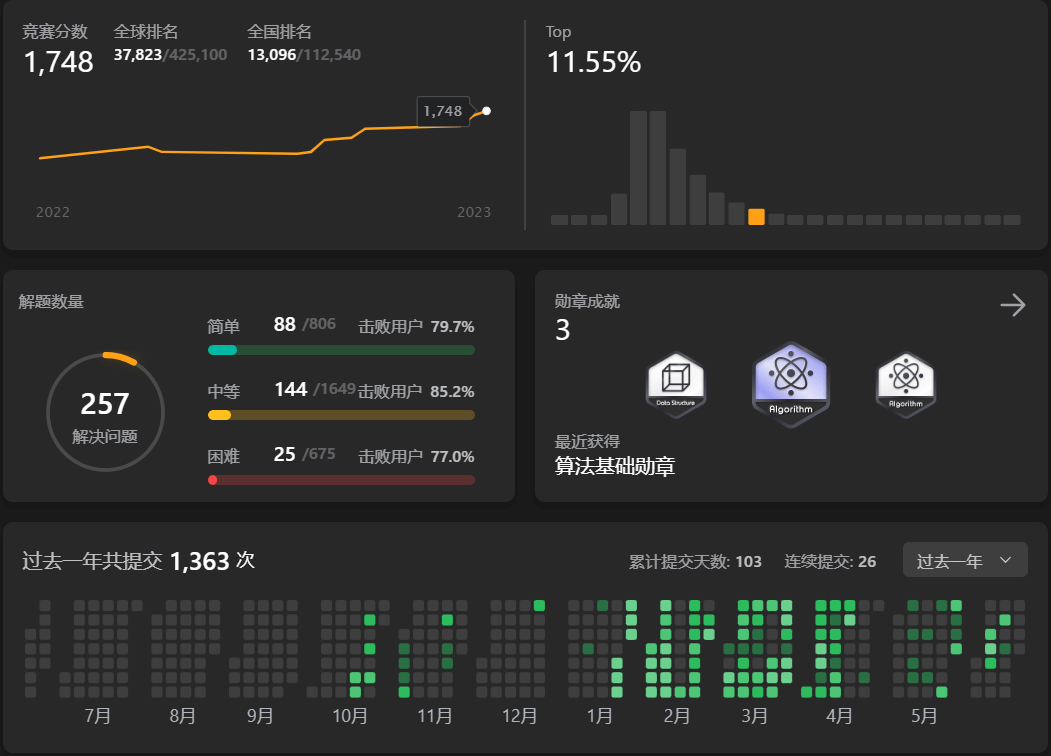 竞赛分数 全球排名 全国排名
1,748 37,823/425,100 13,096/112,540
1,748
2022 2023
Top
11.55%
解题数量
257
解决问题
简单 88 /806 击败用户 79.7%
中等 144 /1649 击败用户 85.2%
困难 25 /675 击败用户 77.0%
勋章成就
3
Data Structure
Algorithm
Algorithm
最近获得
算法基础勋章
过去一年共提交 1,363 次 累计提交天数: 103 连续提交: 26 过去一年
7月 8月 9月 10月 11月 12月 1月 2月 3月 4月 5月